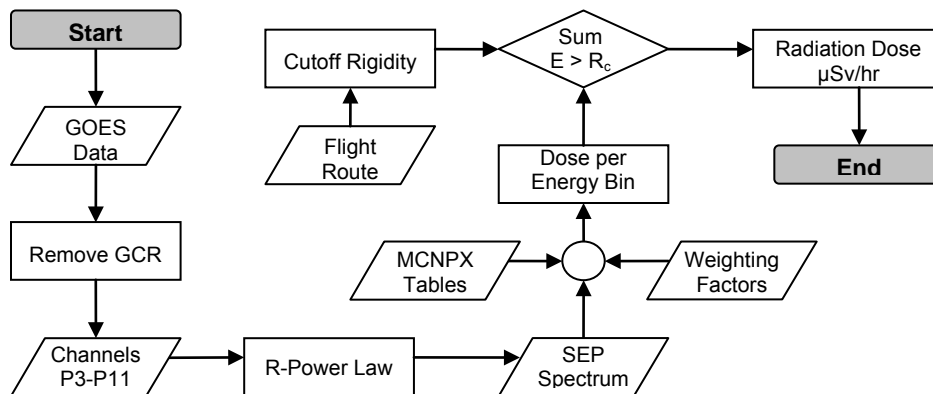 Start
GOES
Data
Remove GCR
Channels
P3-P11
R-Power Law
SEP
Spectrum
MCNPX
Tables
Weighting
Factors
Dose per
Energy Bin
Flight
Route
Cutoff Rigidity
Sum
E > Rc
Radiation Dose
µSv/hr
End